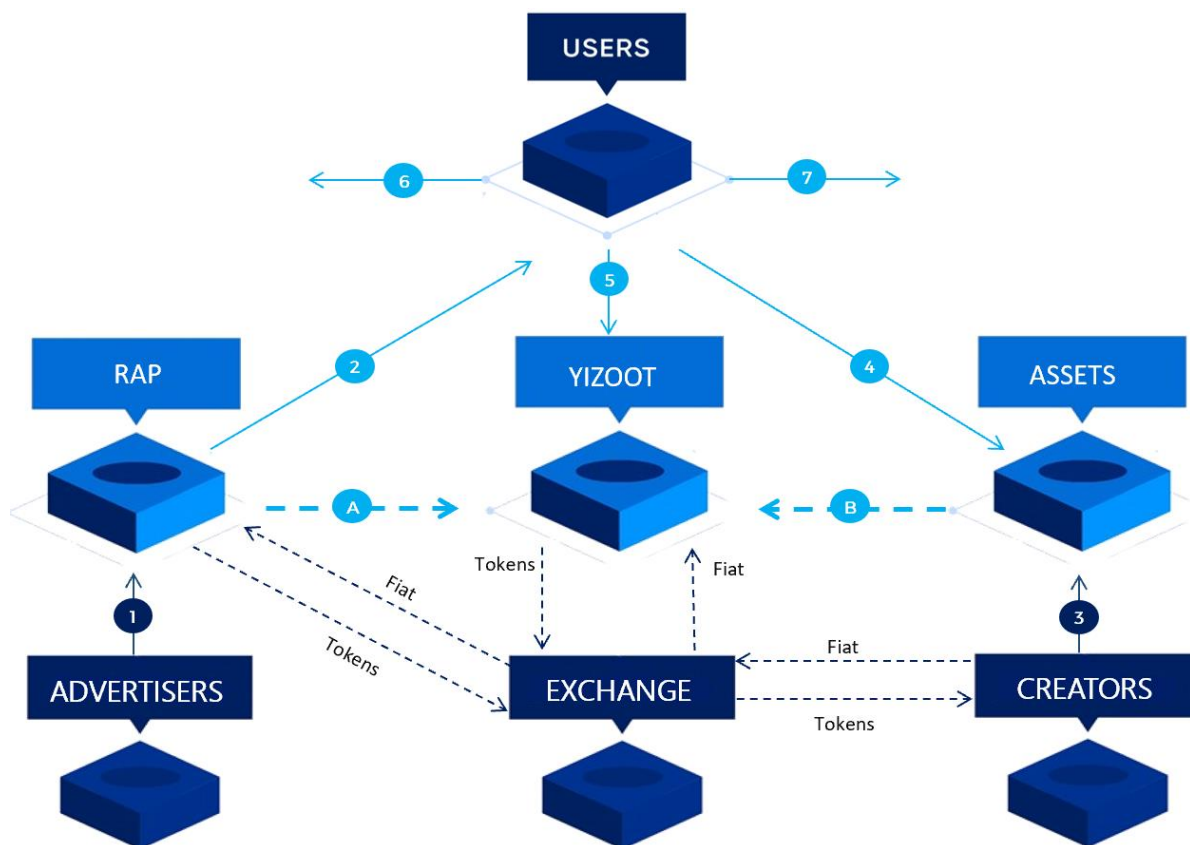 USERS
6
7
5
RAP
2
YIZOOT
4
ASSETS
A
B
Tokens
Fiat
Fiat
1
Tokens
3
Fiat
ADVERTISERS
EXCHANGE
CREATORS
Tokens